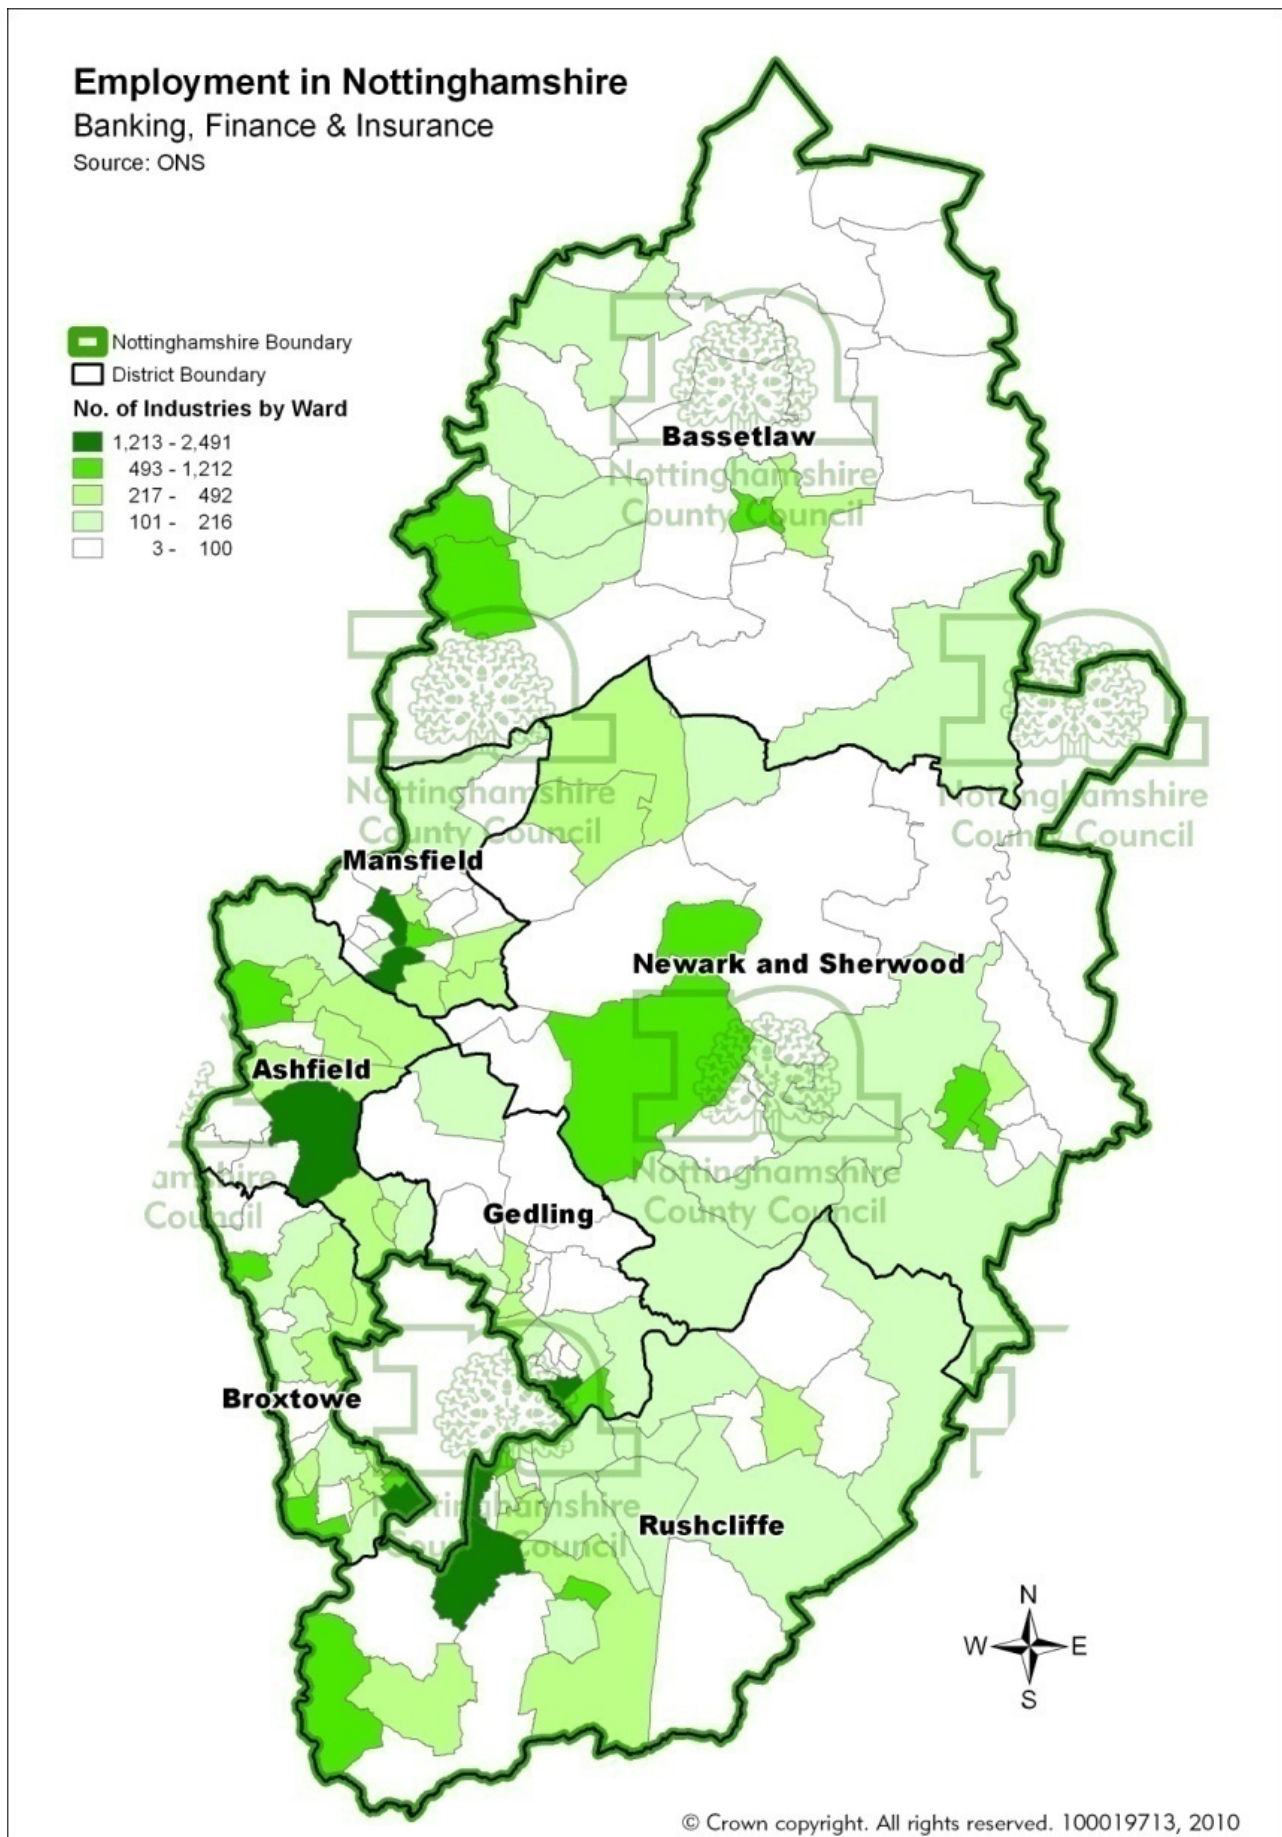 Employment in Nottinghamshire
Banking, Finance & Insurance
Source: ONS
Nottinghamshire Boundary
District Boundary
No. of Industries by Ward
1,213 - 2,491
493 - 1,212
217 - 492
101 - 216
3 - 100
Bassetlaw
Nottinghamshire
County Council
Nottinghamshire
County Council
Nottinghamshire
County Council
Mansfield
Newark and Sherwood
Ashfield
amshire
Council
Nottinghamshire
County Council
Gedling
Broxtowe
Nottinghamshire
County Council
Rushcliffe
N
W
E
S
© Crown copyright. All rights reserved. 100019713, 2010